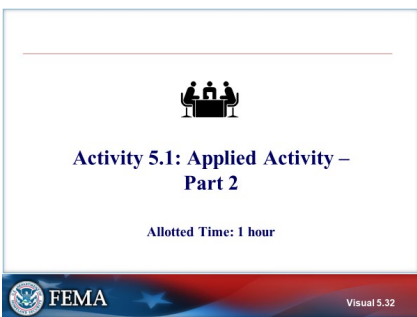 Activity 5.1: Applied Activity –
Part 2
Allotted Time: 1 hour
FEMA
Visual 5.32